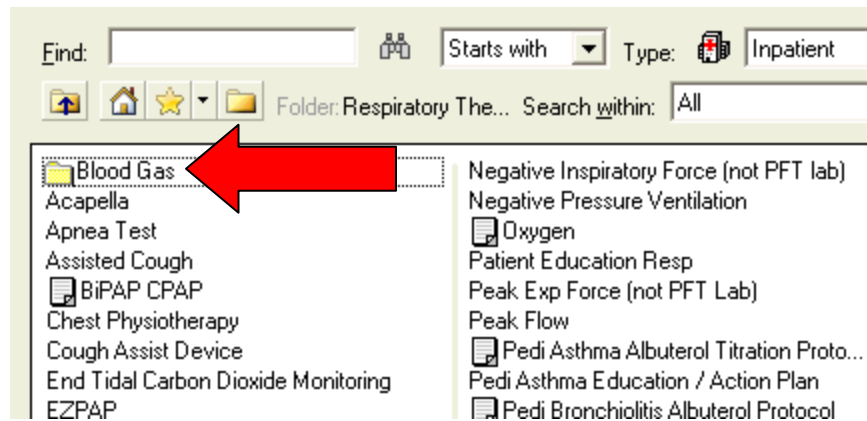 Find: Starts with Type: Inpatient
Folder: Respiratory The... Search within: All
Blood Gas
Acapella
Apnea Test
Assisted Cough
BiPAP CPAP
Chest Physiotherapy
Cough Assist Device
End Tidal Carbon Dioxide Monitoring
EZPAP
Negative Inspiratory Force (not PFT lab)
Negative Pressure Ventilation
Oxygen
Patient Education Resp
Peak Exp Force (not PFT Lab)
Peak Flow
Pedi Asthma Albuterol Titration Proto...
Pedi Asthma Education / Action Plan
Pedi Bronchiolitis Albuterol Protocol